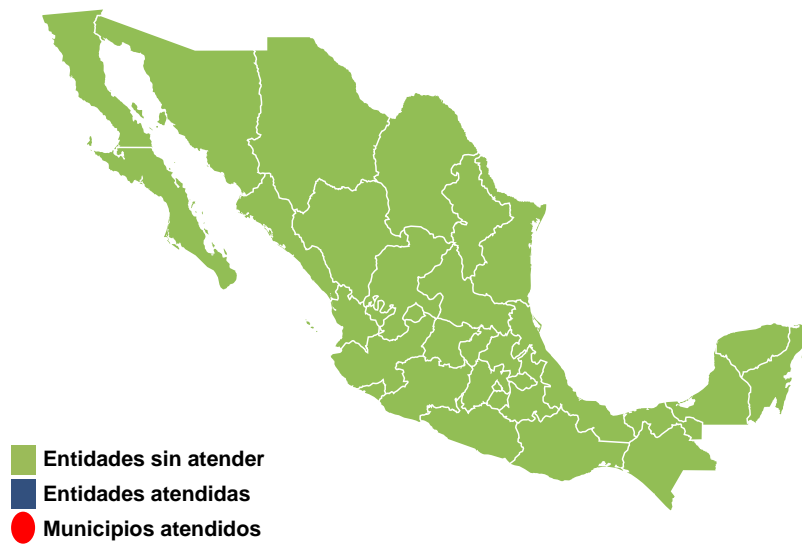 Entidades sin atender
Entidades atendidas
Municipios atendidos